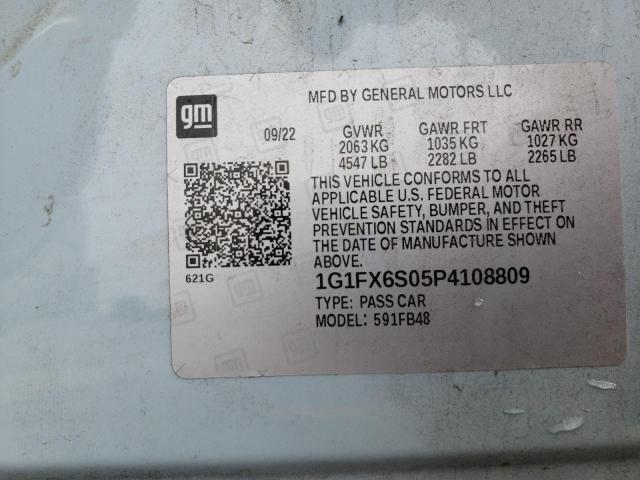 gm
MFD BY GENERAL MOTORS LLC
09/22 GVWR GAWR FRT GAWR RR
2063 KG 1035 KG 1027 KG
4547 LB 2282 LB 2265 LB
THIS VEHICLE CONFORMS TO ALL
APPLICABLE U.S. FEDERAL MOTOR
VEHICLE SAFETY, BUMPER, AND THEFT
PREVENTION STANDARDS IN EFFECT ON
THE DATE OF MANUFACTURE SHOWN
ABOVE.
621G
1G1FX6S05P4108809
TYPE: PASS CAR
MODEL: 591FB48